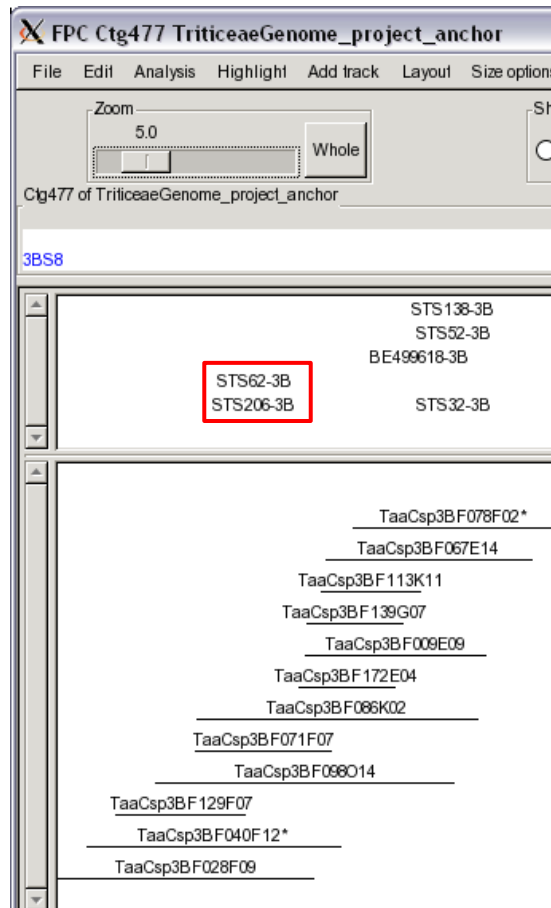 FPC Ctg477 TriticeaeGenome_project_anchor
File Edit Analysis Highlight Add track Layout Size options
Zoom
5.0
Whole
Sh
Ctg477 of TriticeaeGenome_project_anchor
3BS8
STS138-3B
STS52-3B
BE499618-3B
STS62-3B
STS206-3B STS32-3B
TaaCsp3BF078F02*
TaaCsp3BF067E14
TaaCsp3BF113K11
TaaCsp3BF139G07
TaaCsp3BF009E09
TaaCsp3BF172E04
TaaCsp3BF086K02
TaaCsp3BF071F07
TaaCsp3BF098O14
TaaCsp3BF129F07
TaaCsp3BF040F12*
TaaCsp3BF028F09